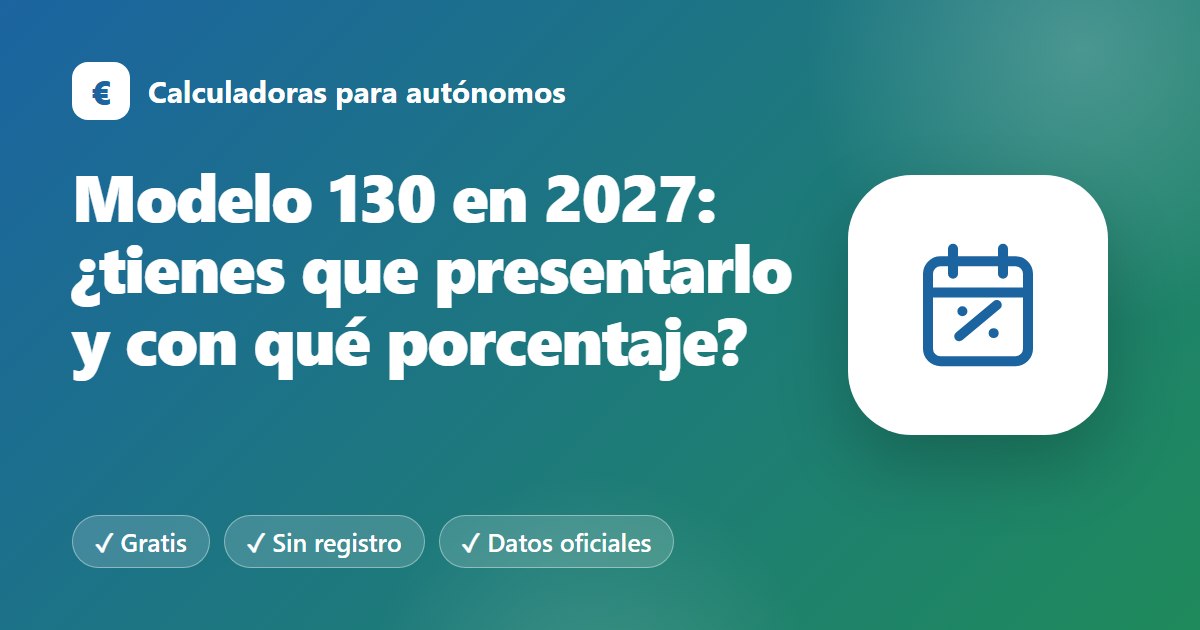 €
Calculadoras para autónomos
Modelo 130 en 2027:
¿tienes que presentarlo
y con qué porcentaje?
%
✓ Gratis
✓ Sin registro
✓ Datos oficiales